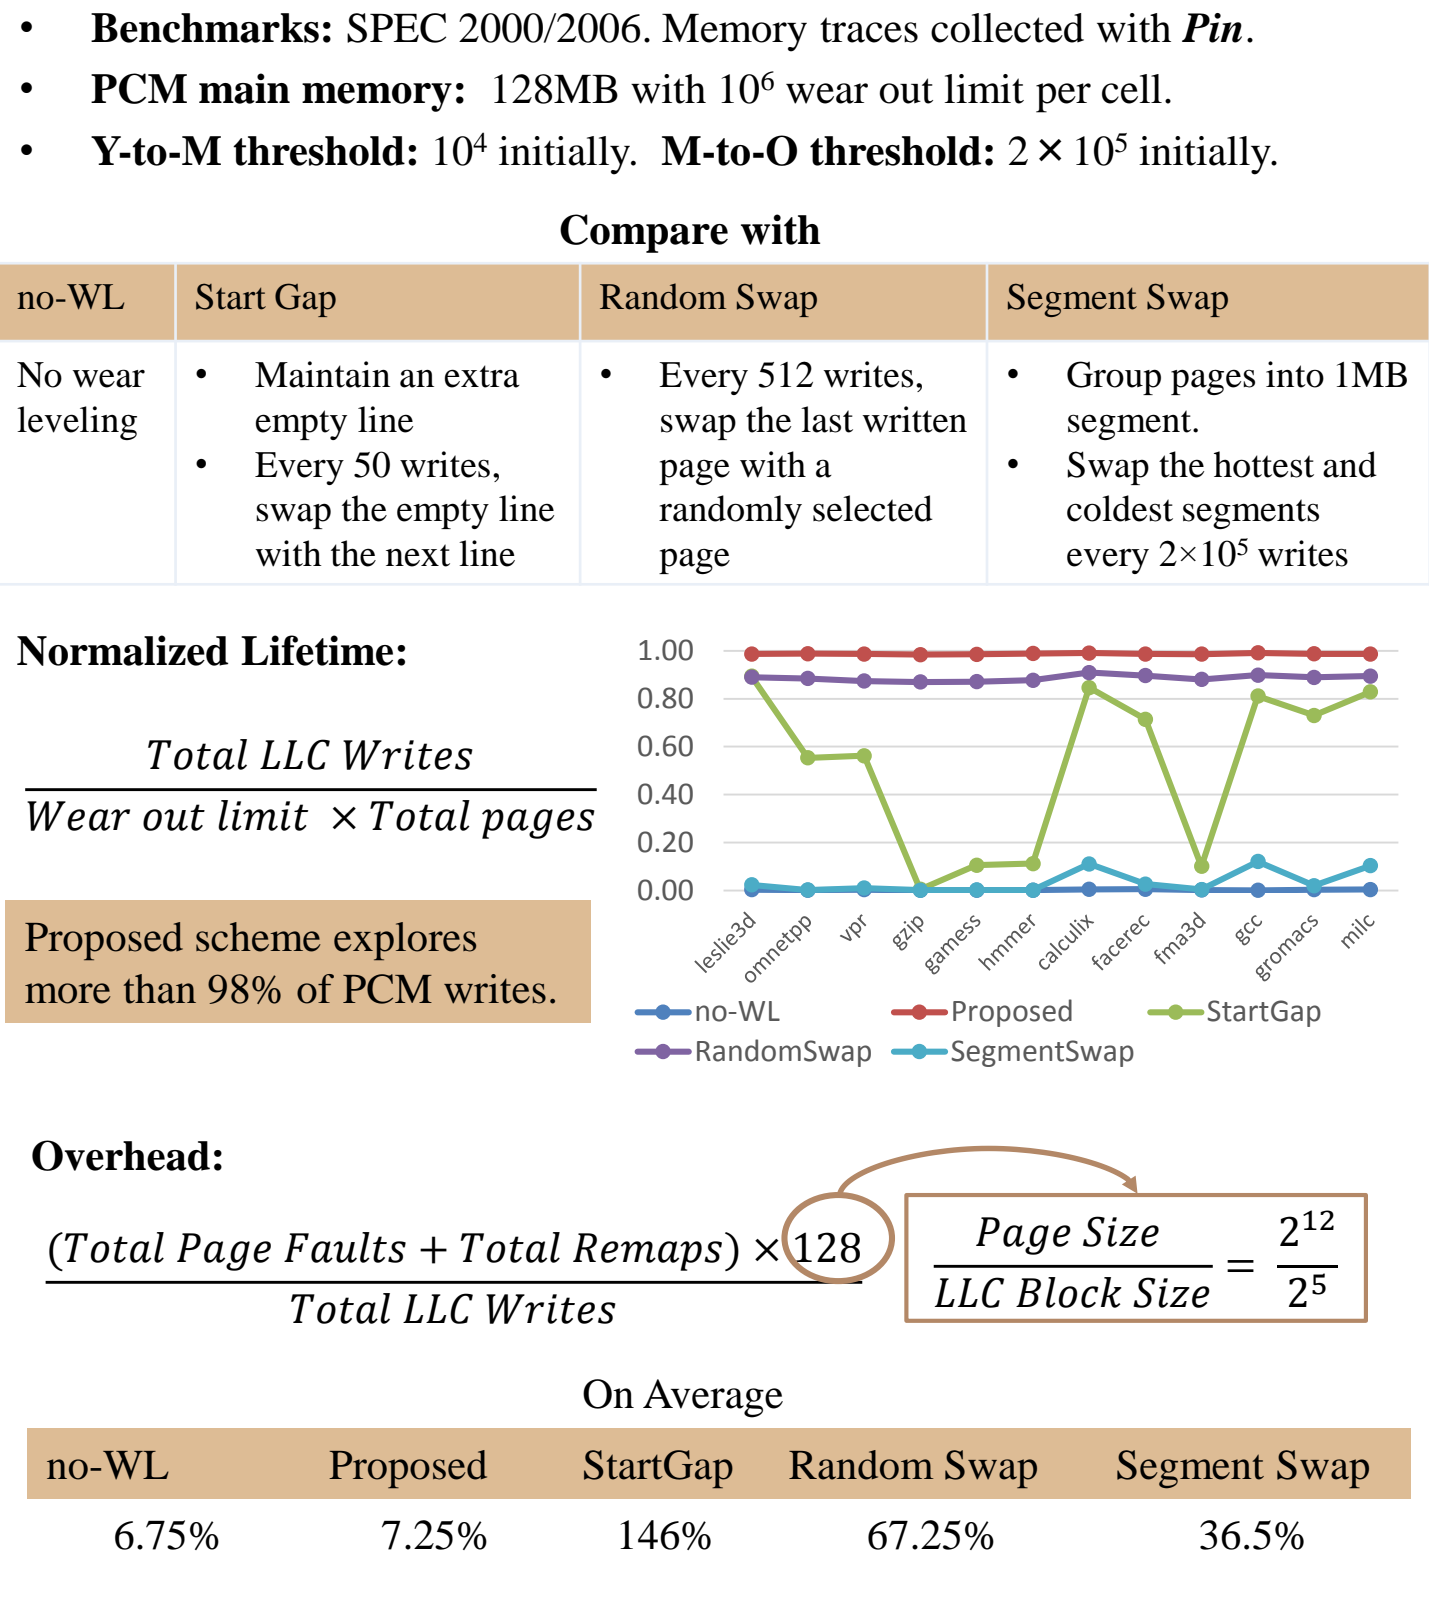 • Benchmarks: SPEC 2000/2006. Memory traces collected with Pin.
• PCM main memory: 128MB with 10⁶ wear out limit per cell.
• Y-to-M threshold: 10⁴ initially. M-to-O threshold: 2 × 10⁵ initially.
Compare with
no-WL
Start Gap
Random Swap
Segment Swap
No wear
leveling
• Maintain an extra
empty line
• Every 50 writes,
swap the empty line
with the next line
• Every 512 writes,
swap the last written
page with a
randomly selected
page
• Group pages into 1MB
segment.
• Swap the hottest and
coldest segments
every 2×10⁵ writes
Normalized Lifetime:
Total LLC Writes
Wear out limit × Total pages
Proposed scheme explores
more than 98% of PCM writes.
1.00
0.80
0.60
0.40
0.20
0.00
leslie3d
omnetpp
vpr
gzip
gamess
hmmer
calculix
facerec
fma3d
gcc
gromacs
milc
no-WL
Proposed
StartGap
RandomSwap
SegmentSwap
Overhead:
(Total Page Faults + Total Remaps) × 128
Total LLC Writes
Page Size
LLC Block Size
=
2¹²
2⁵
On Average
no-WL Proposed StartGap Random Swap Segment Swap
6.75% 7.25% 146% 67.25% 36.5%